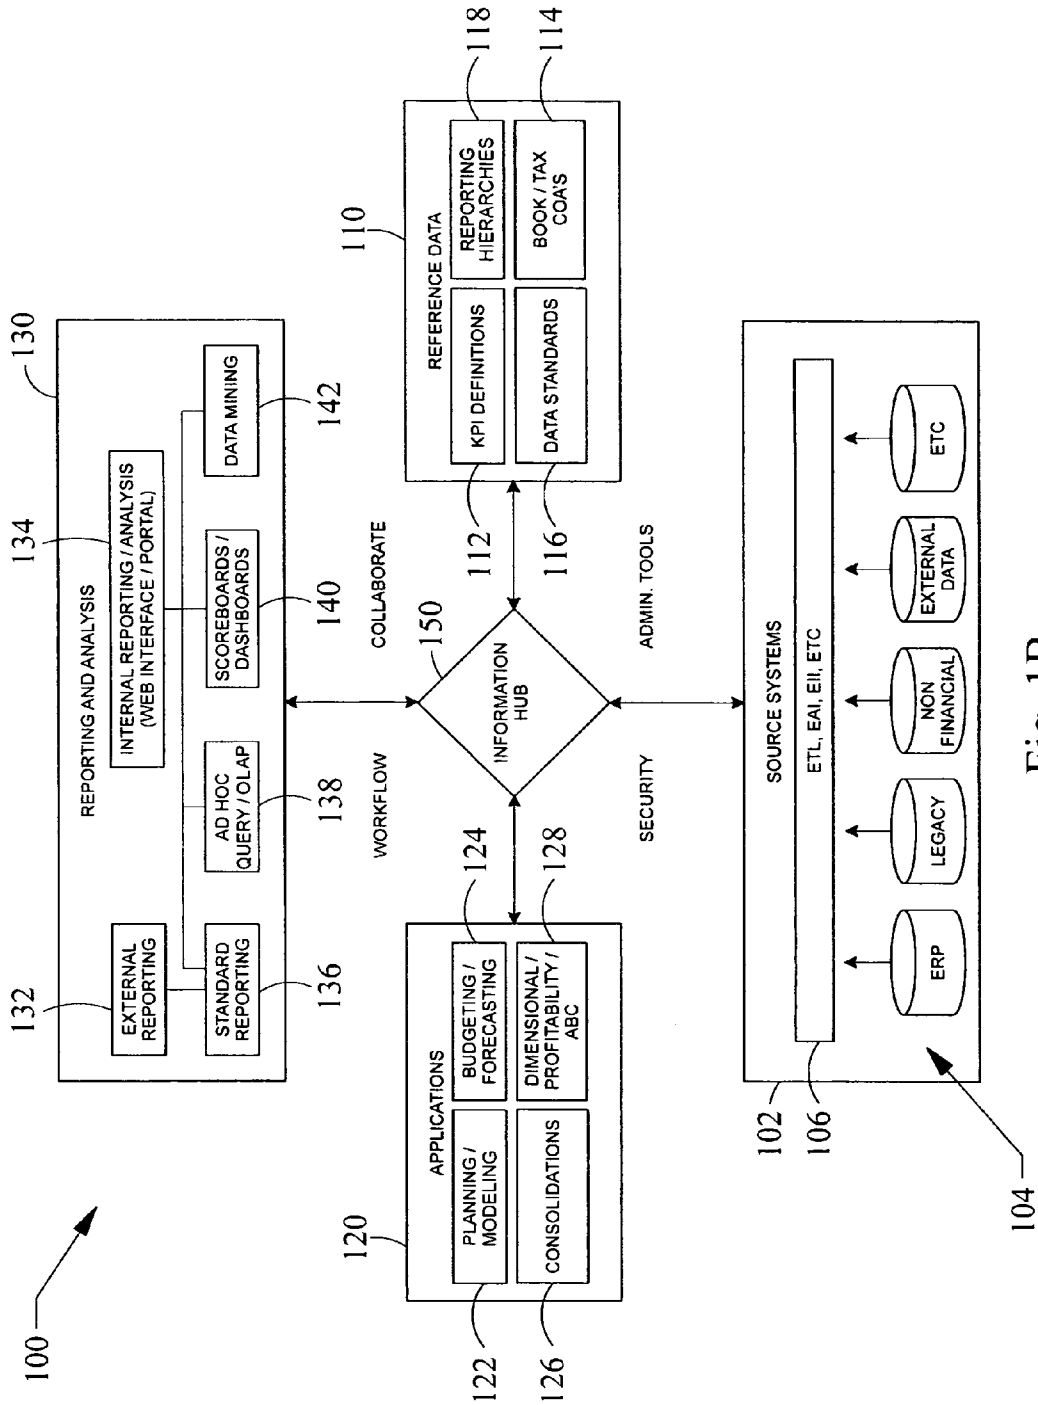 100
130
REPORTING AND ANALYSIS
132
EXTERNAL
REPORTING
134
INTERNAL REPORTING / ANALYSIS
(WEB INTERFACE / PORTAL)
STANDARD
REPORTING
136
AD HOC
QUERY / OLAP
138
SCOREBOARDS /
DASHBOARDS
140
DATA MINING
142
WORKFLOW
COLLABORATE
120
APPLICATIONS
PLANNING /
MODELING
122
BUDGETING /
FORECASTING
124
CONSOLIDATIONS
126
DIMENSIONAL /
PROFITABILITY /
ABC
128
150
INFORMATION
HUB
110
REFERENCE DATA
KPI DEFINITIONS
112
REPORTING
HIERARCHIES
118
DATA STANDARDS
116
BOOK / TAX
COA'S
114
SECURITY
ADMIN. TOOLS
102
SOURCE SYSTEMS
106
ETL, EAI, EII, ETC
104
ERP
LEGACY
NON
FINANCIAL
EXTERNAL
DATA
ETC